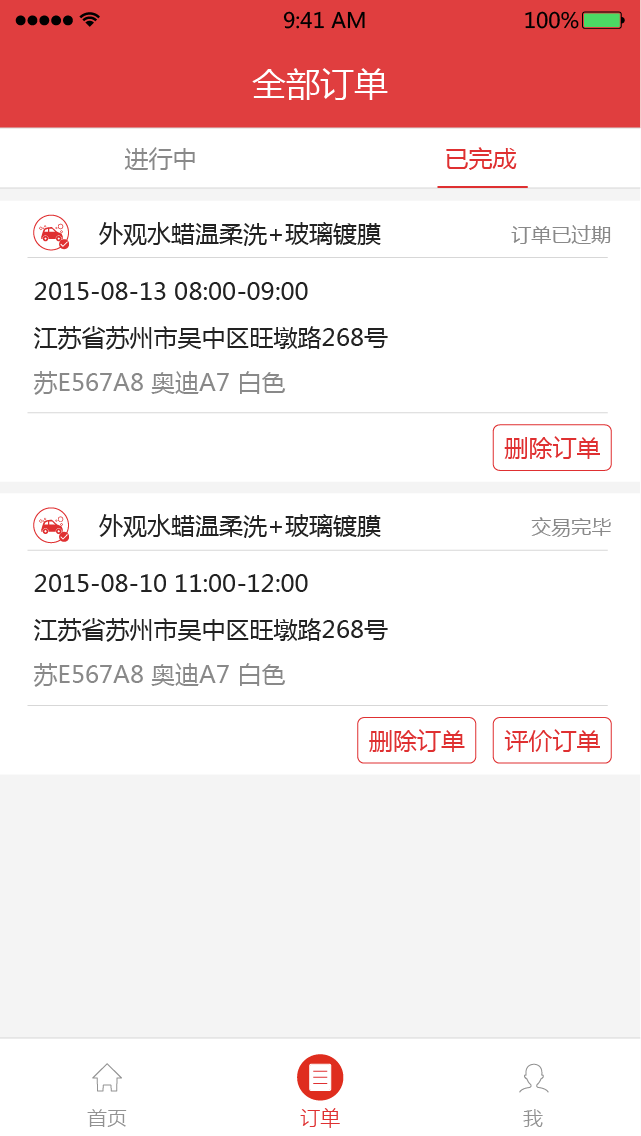 9:41 AM 100%
全部订单
进行中 已完成
外观水蜡温柔洗+玻璃镀膜 订单已过期
2015-08-13 08:00-09:00
江苏省苏州市吴中区旺墩路268号
苏E567A8 奥迪A7 白色
删除订单
外观水蜡温柔洗+玻璃镀膜 交易完毕
2015-08-10 11:00-12:00
江苏省苏州市吴中区旺墩路268号
苏E567A8 奥迪A7 白色
删除订单 评价订单
首页 订单 我